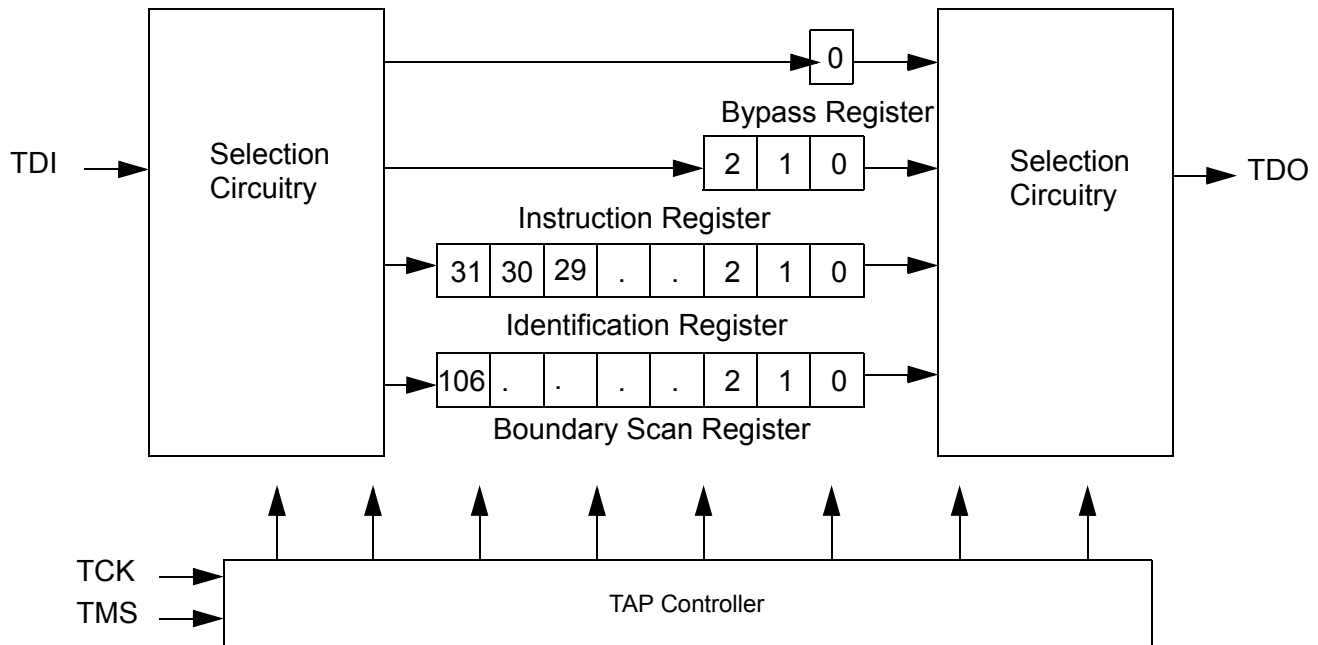 0
Bypass Register
TDI
Selection
Circuitry
2 1 0
Selection
Circuitry
TDO
Instruction Register
31 30 29 . . 2 1 0
Identification Register
106 . . . . 2 1 0
Boundary Scan Register
TCK
TMS
TAP Controller